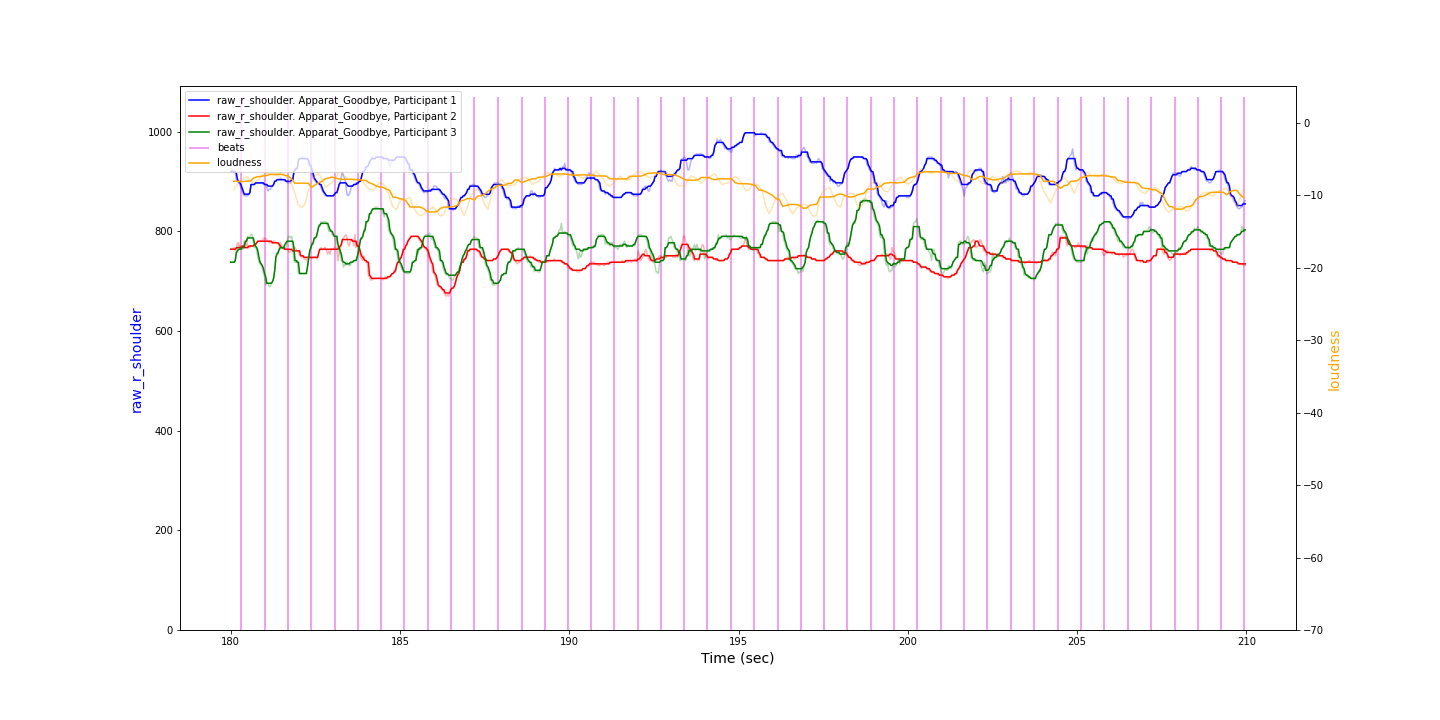 raw_r_shoulder. Apparat_Goodbye, Participant 1
raw_r_shoulder. Apparat_Goodbye, Participant 2
raw_r_shoulder. Apparat_Goodbye, Participant 3
beats
loudness
1000
800
600
400
200
0
raw_r_shoulder
0
−10
−20
−30
−40
−50
−60
−70
loudness
180
185
190
195
200
205
210
Time (sec)